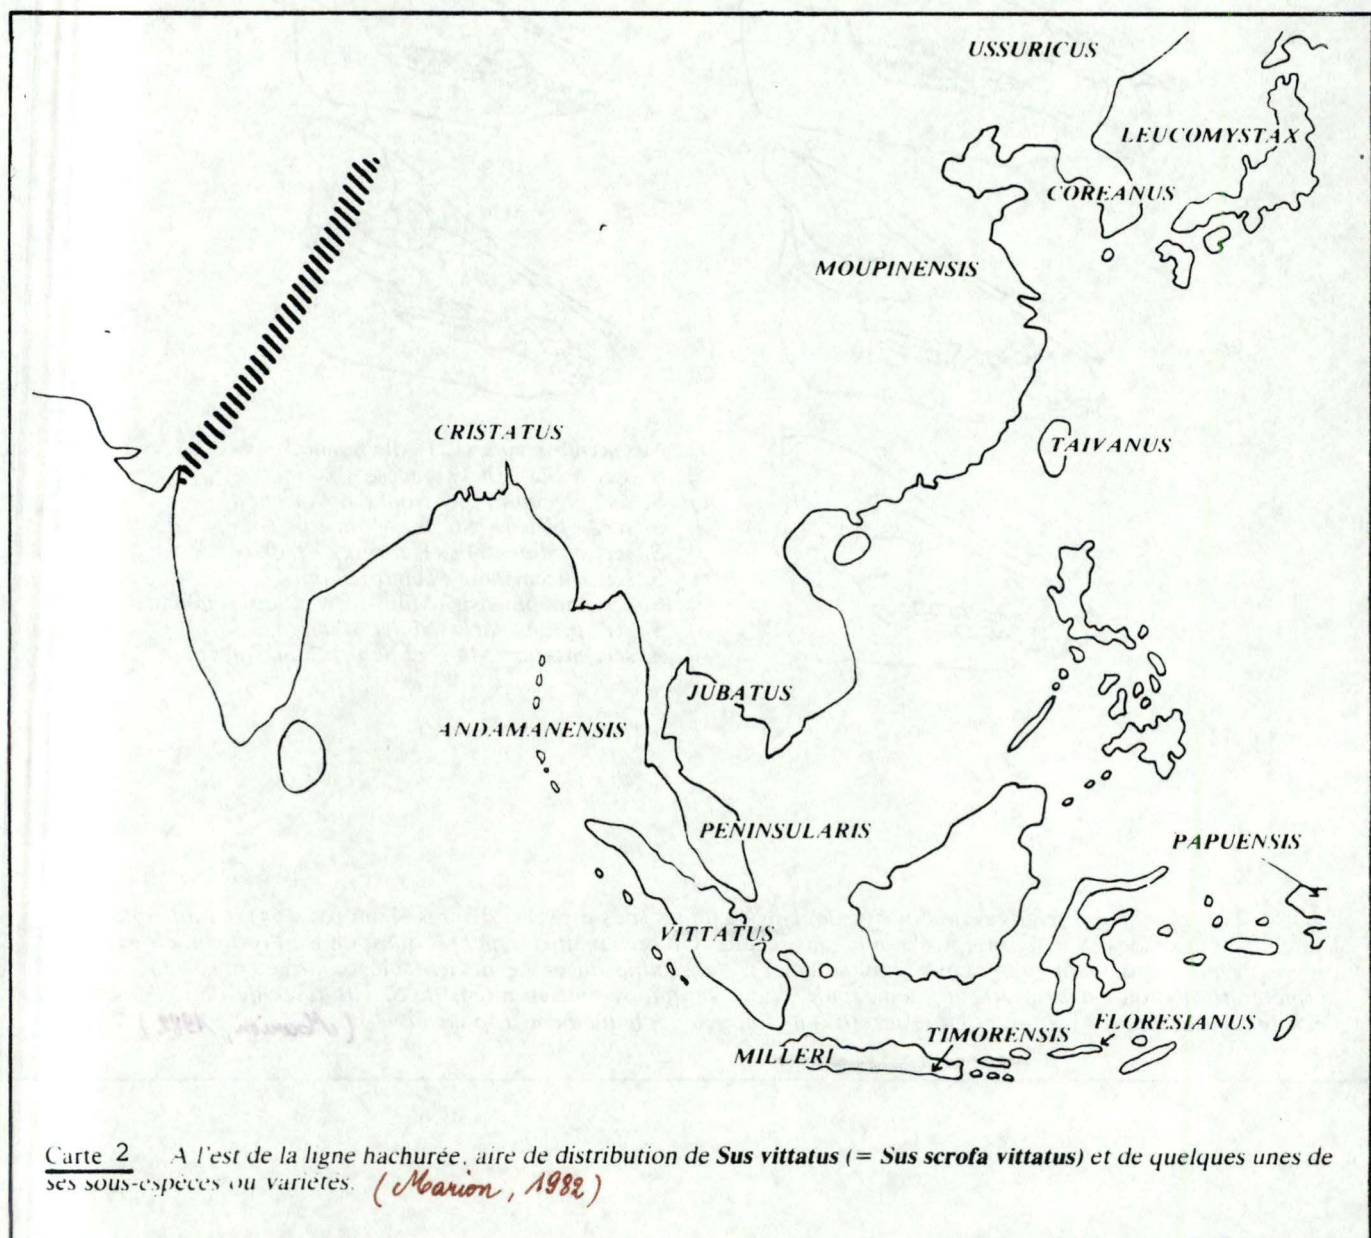 USSURICUS
LEUCOMYSTAX
COREANUS
MOUPINENSIS
CRISTATUS
TAIVANUS
JUBATUS
ANDAMANENSIS
PENINSULARIS
PAPUENSIS
VITTATUS
FLORESIANUS
TIMORENSIS
MILLERI
Carte 2 A l'est de la ligne hachurée, aire de distribution de Sus vittatus (= Sus scrofa vittatus) et de quelques unes de
ses sous-espèces ou variétés. (Marion, 1982)